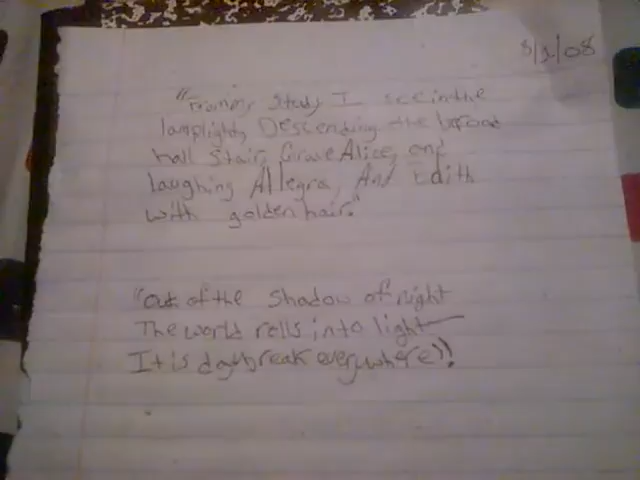 8/2/08
"From my study I see in the
lamplight, Descending the broad
hall stair, Grave Alice, and
laughing Allegra, And Edith
with golden hair."
"Out of the shadow of night
The world rolls into light
It is daybreak everywhere"!